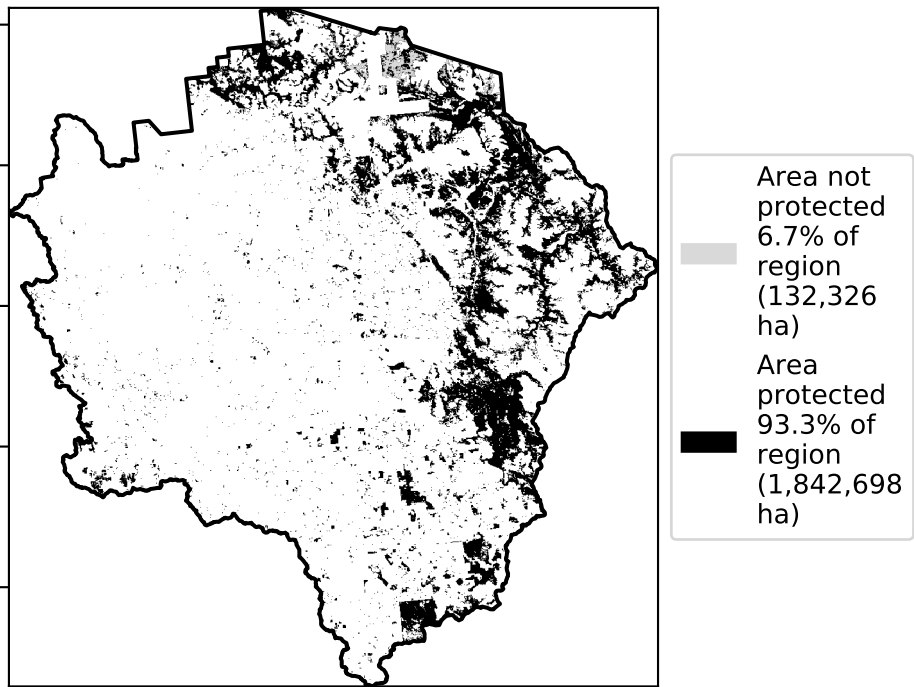 Area not
protected
6.7% of
region
(132,326
ha)
Area
protected
93.3% of
region
(1,842,698
ha)